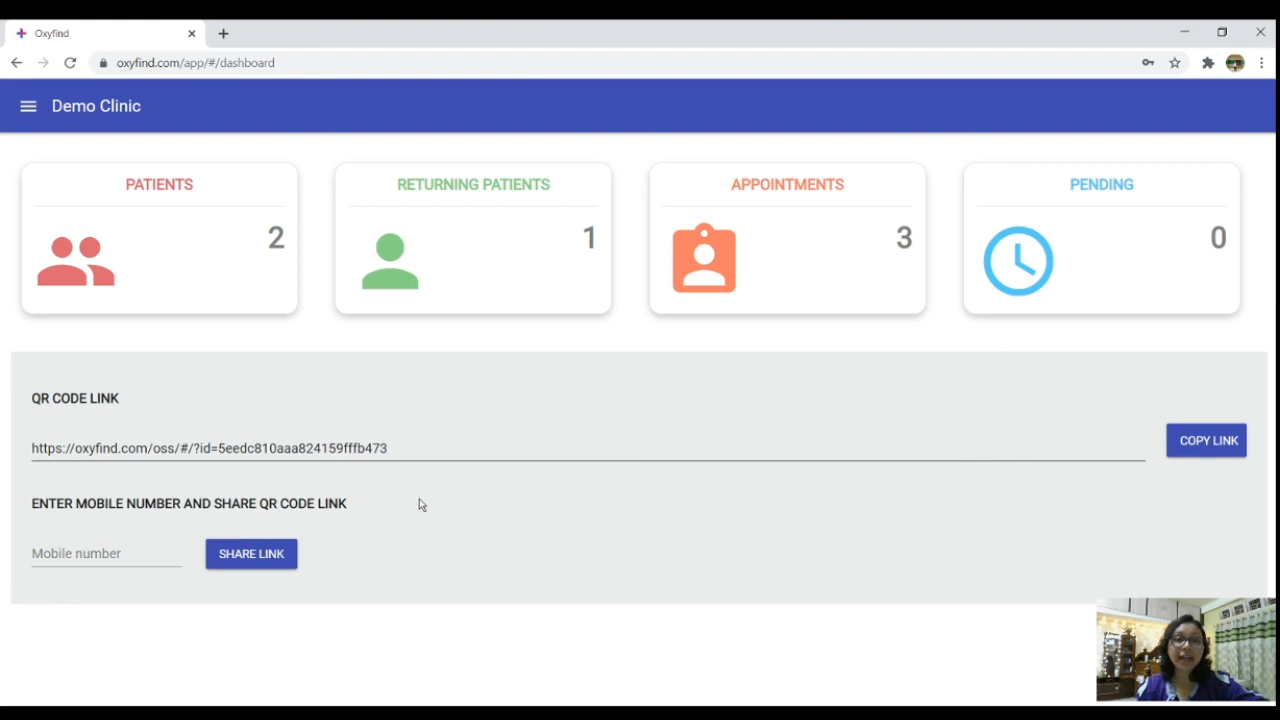 Oxyfind
oxyfind.com/app/#/dashboard
Demo Clinic
PATIENTS
2
RETURNING PATIENTS
1
APPOINTMENTS
3
PENDING
0
QR CODE LINK
https://oxyfind.com/oss/#/?id=5eedc810aaa824159fffb473
COPY LINK
ENTER MOBILE NUMBER AND SHARE QR CODE LINK
Mobile number
SHARE LINK